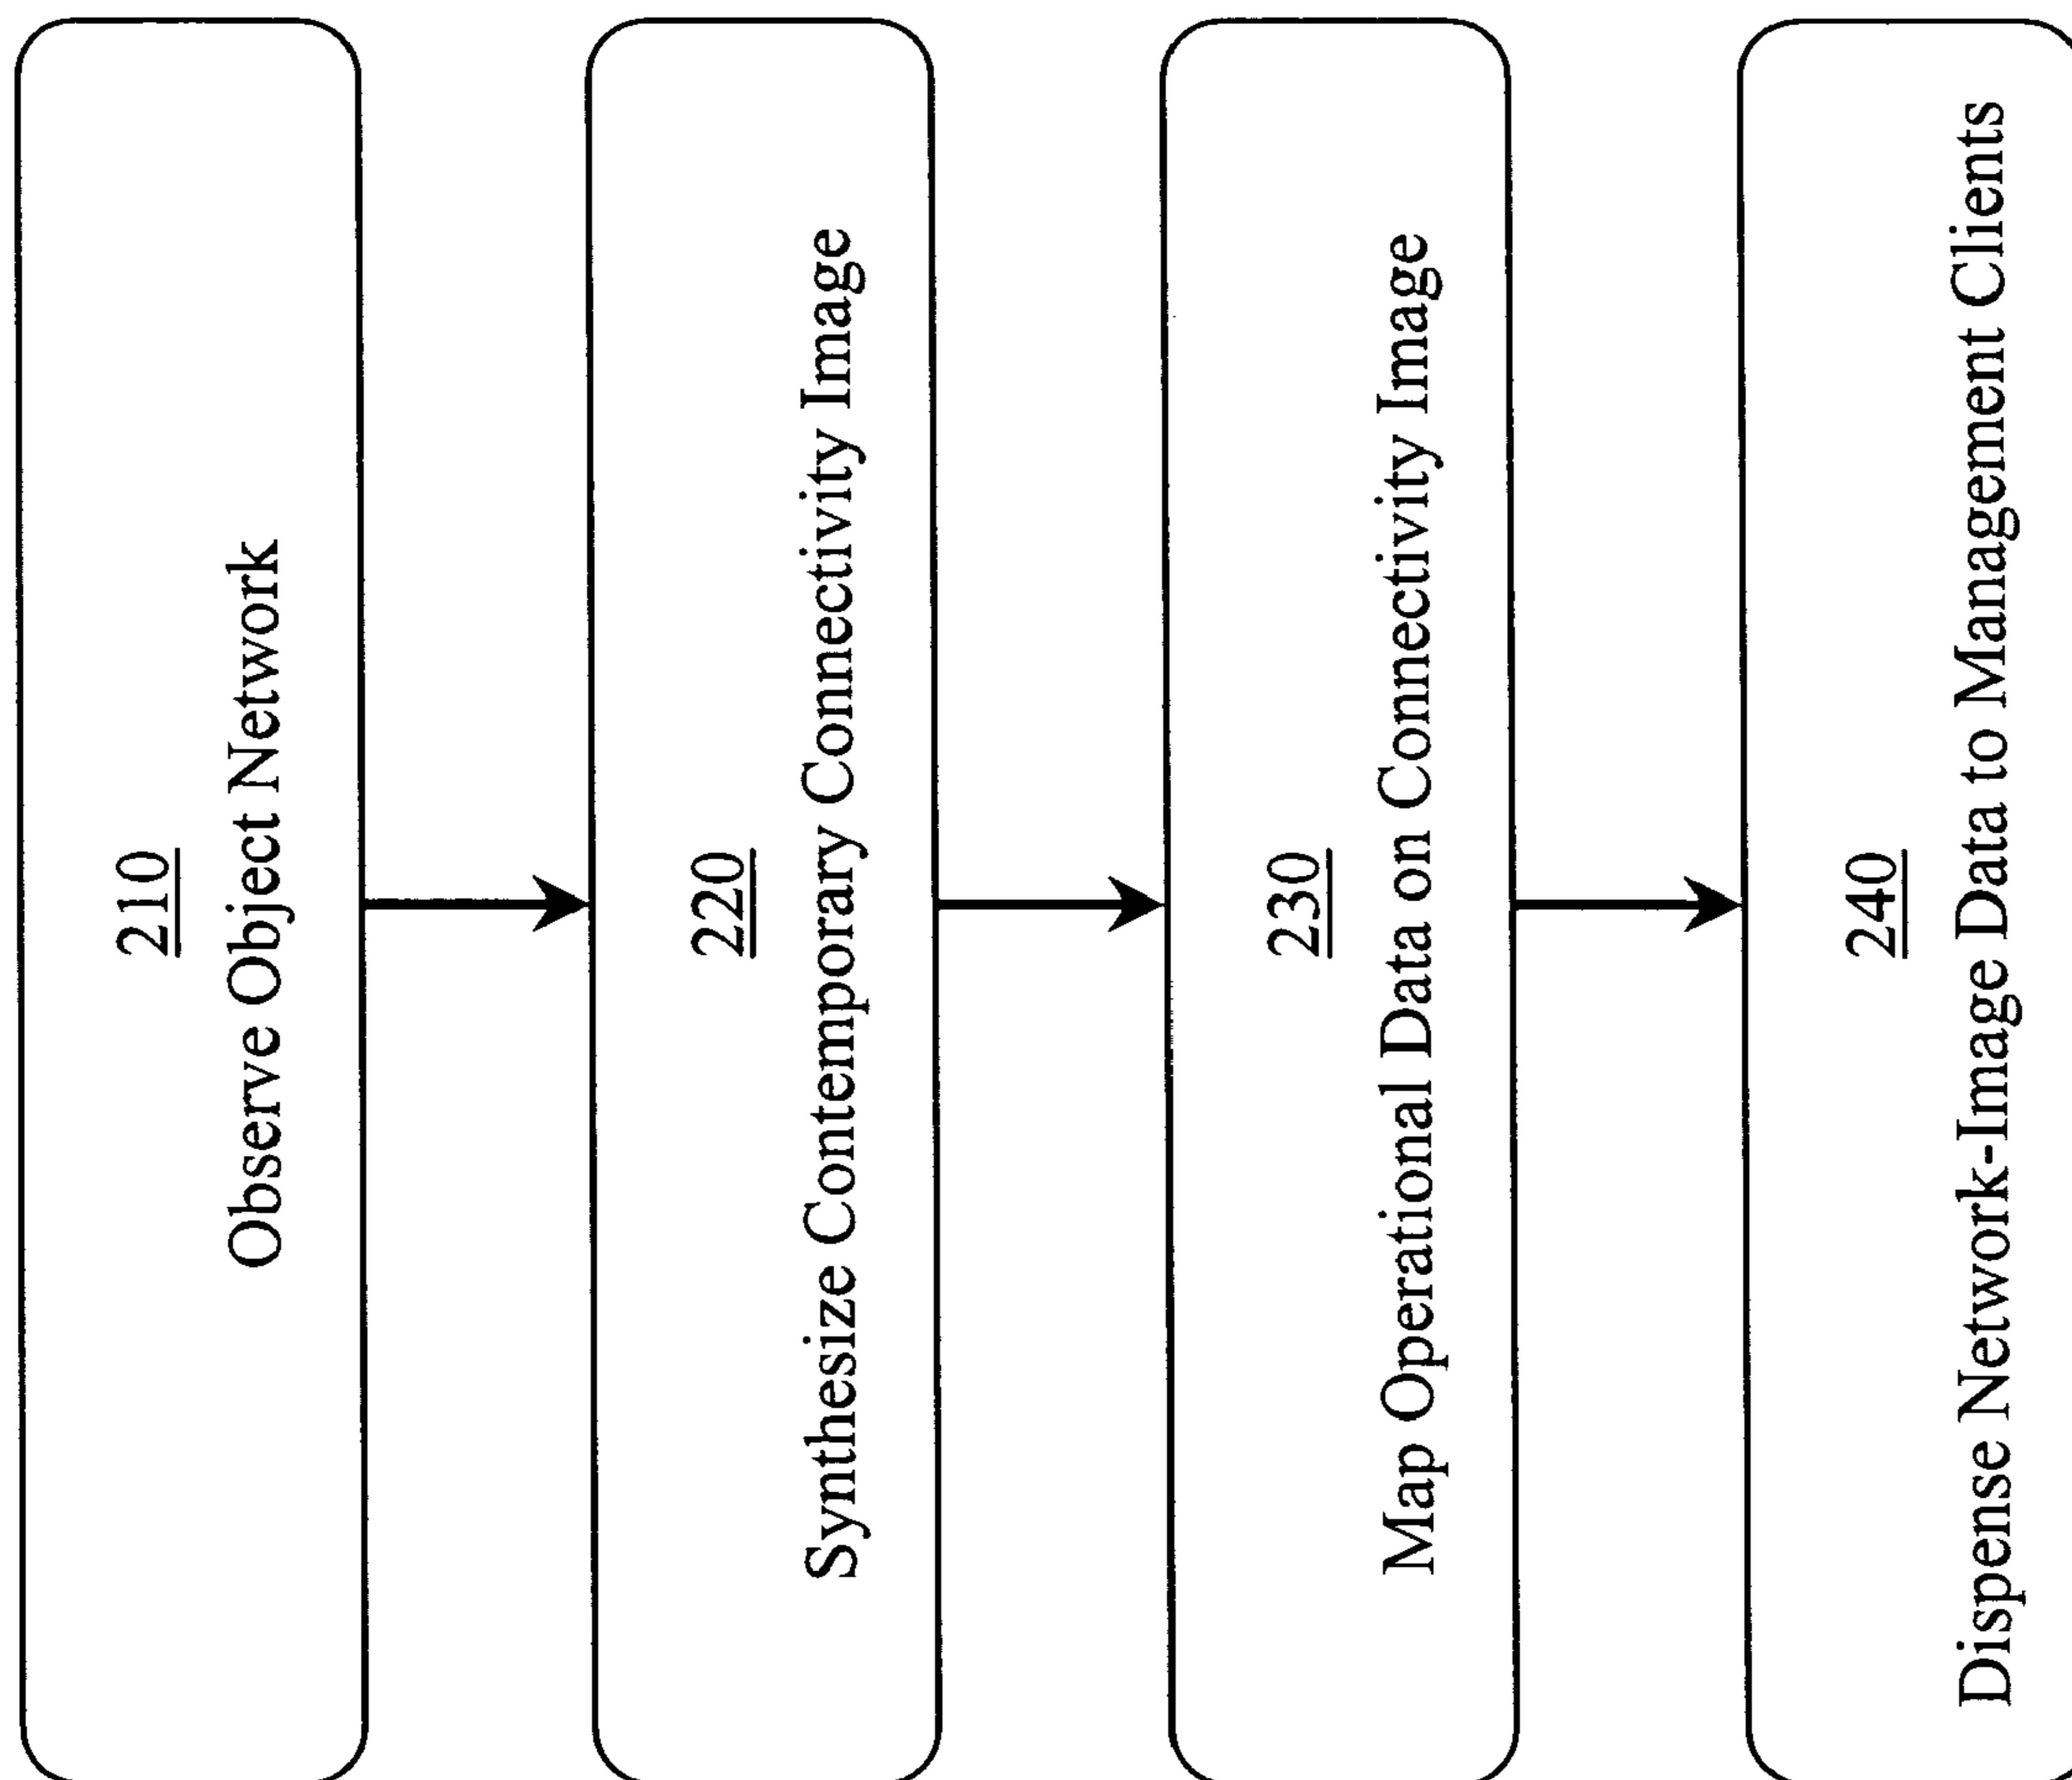 210
Observe Object Network
220
Synthesize Contemporary Connectivity Image
230
Map Operational Data on Connectivity Image
240
Dispense Network-Image Data to Management Clients